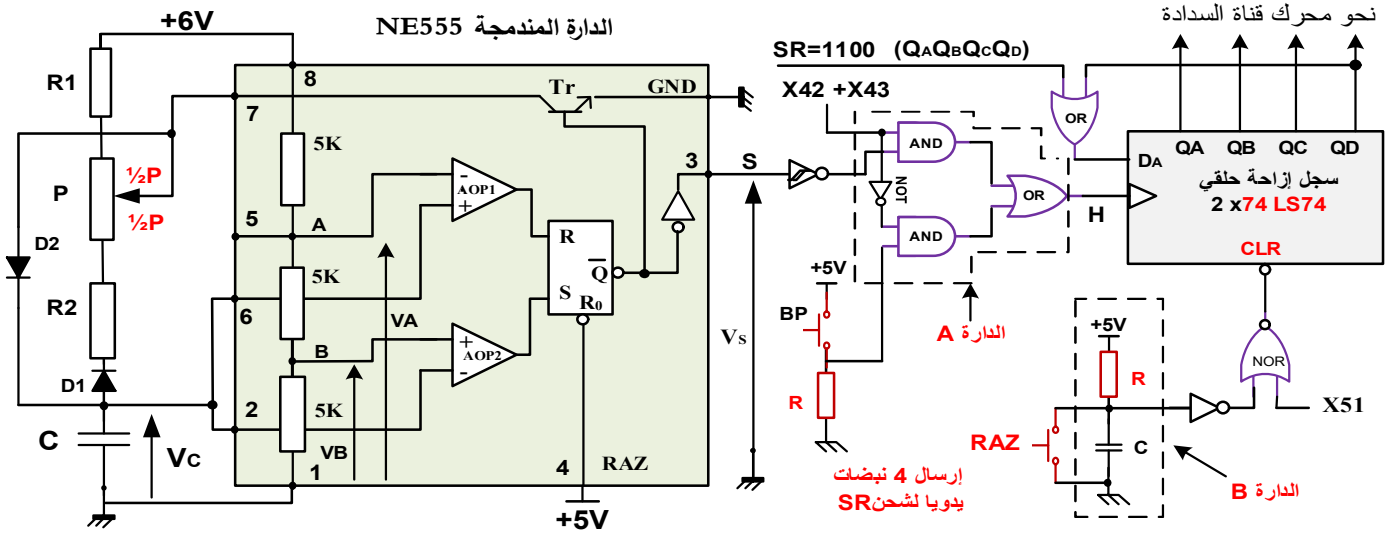 الدارة المندمجة NE555
نحو محرك قناة السدادة
+6V
SR=1100 (QAQBQCQD)
R1
8
7
Tr
GND
X42 +X43
OR
5K
AND
DA
QA QB QC QD
P
½P
½P
AOP1
-
+
3
S
NOT
OR
H
سجل إزاحة حلقي
2 x74 LS74
5
A
R
Q
S
R0
AND
CLR
D2
5K
+5V
R2
6
VA
BP
الدارة A
+5V
B
+
AOP2
-
VS
R
NOR
D1
2
5K
R
X51
C
VC
VB
1
4
RAZ
RAZ
C
إرسال 4 نبضات
يدويا لشحنSR
الدارة B
+5V